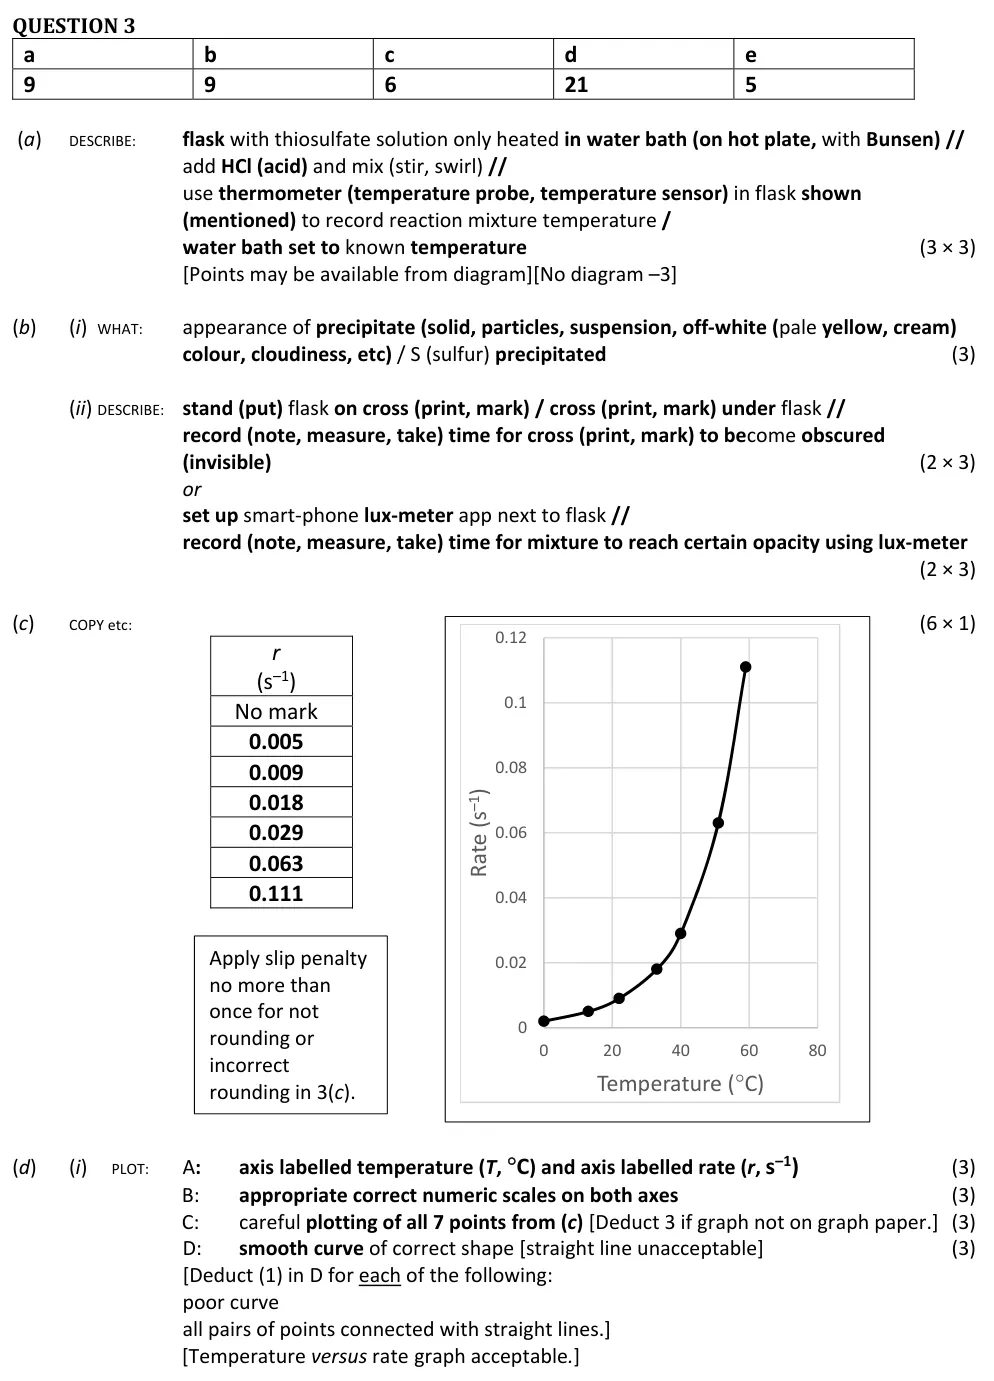 QUESTION 3
a b c d e
9 9 6 21 5
(a) DESCRIBE: flask with thiosulfate solution only heated in water bath (on hot plate, with Bunsen) //
add HCl (acid) and mix (stir, swirl) //
use thermometer (temperature probe, temperature sensor) in flask shown
(mentioned) to record reaction mixture temperature /
water bath set to known temperature (3 × 3)
[Points may be available from diagram][No diagram –3]
(b) (i) WHAT: appearance of precipitate (solid, particles, suspension, off-white (pale yellow, cream)
colour, cloudiness, etc) / S (sulfur) precipitated (3)
(ii) DESCRIBE: stand (put) flask on cross (print, mark) / cross (print, mark) under flask //
record (note, measure, take) time for cross (print, mark) to become obscured
(invisible) (2 × 3)
or
set up smart-phone lux-meter app next to flask //
record (note, measure, take) time for mixture to reach certain opacity using lux-meter
(2 × 3)
(c) COPY etc: (6 × 1)
r
(s–1)
No mark
0.005
0.009
0.018
0.029
0.063
0.111
Apply slip penalty
no more than
once for not
rounding or
incorrect
rounding in 3(c).
0.12
0.1
0.08
0.06
0.04
0.02
0
Rate (s–1)
0 20 40 60 80
Temperature (°C)
(d) (i) PLOT: A: axis labelled temperature (T, °C) and axis labelled rate (r, s–1) (3)
B: appropriate correct numeric scales on both axes (3)
C: careful plotting of all 7 points from (c) [Deduct 3 if graph not on graph paper.] (3)
D: smooth curve of correct shape [straight line unacceptable] (3)
[Deduct (1) in D for each of the following:
poor curve
all pairs of points connected with straight lines.]
[Temperature versus rate graph acceptable.]